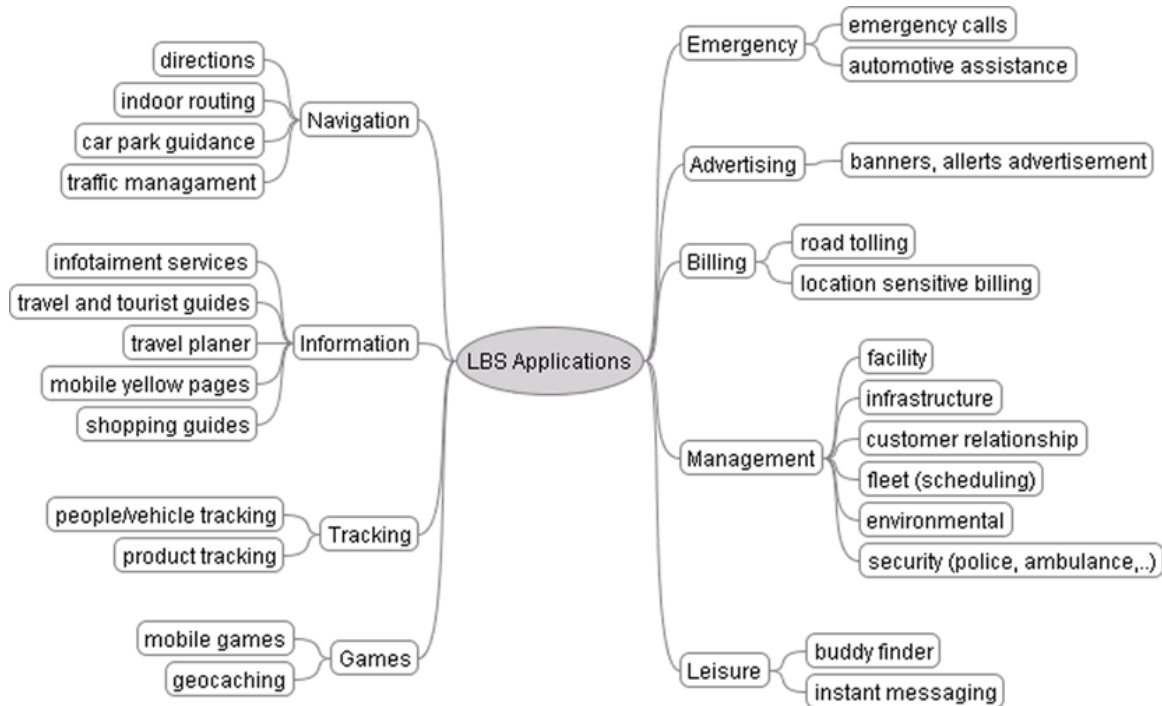 LBS Applications
Navigation
directions
indoor routing
car park guidance
traffic managament
Information
infotaiment services
travel and tourist guides
travel planer
mobile yellow pages
shopping guides
Tracking
people/vehicle tracking
product tracking
Games
mobile games
geocaching
Emergency
emergency calls
automotive assistance
Advertising
banners, allerts advertisement
Billing
road tolling
location sensitive billing
Management
facility
infrastructure
customer relationship
fleet (scheduling)
environmental
security (police, ambulance,..)
Leisure
buddy finder
instant messaging